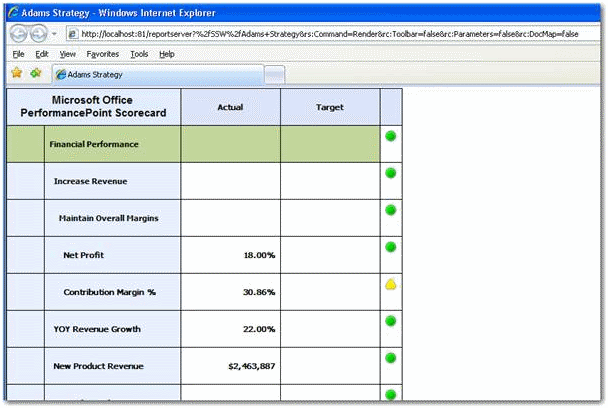 Adams Strategy - Windows Internet Explorer
http://localhost:81/reportserver?%2fSSW%2fAdams+Strategy&rs:Command=Render&rc:Toolbar=false&rc:Parameters=false&rc:DocMap=false
File Edit View Favorites Tools Help
Adams Strategy
Microsoft Office
PerformancePoint Scorecard Actual Target
Financial Performance
Increase Revenue
Maintain Overall Margins
Net Profit 18.00%
Contribution Margin % 30.86%
YOY Revenue Growth 22.00%
New Product Revenue $2,463,887